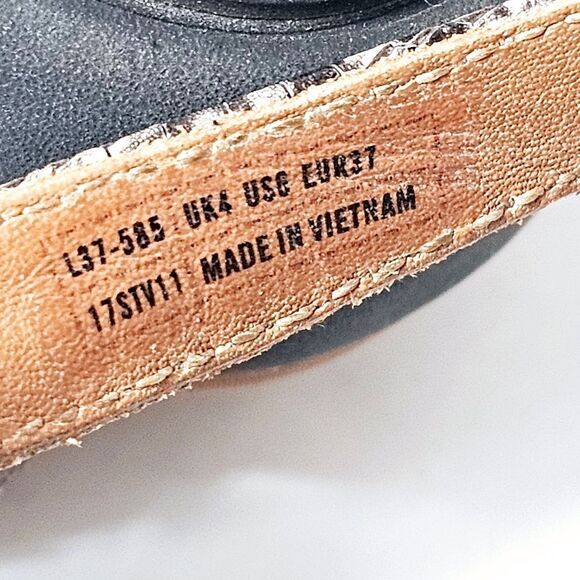 L37-585 UK4 US6 EUR37
17STV11 MADE IN VIETNAM